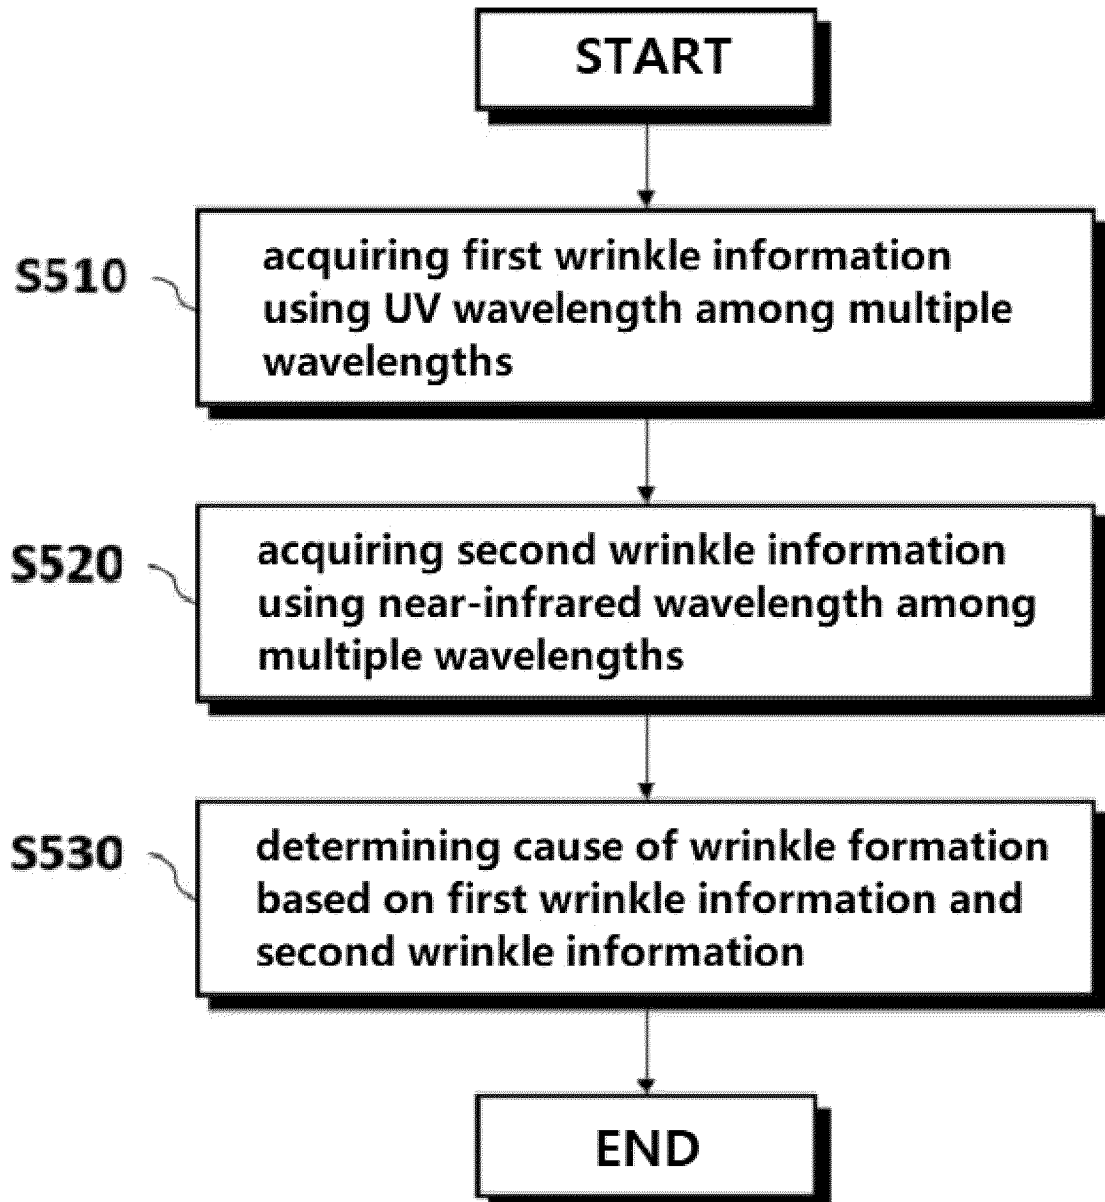 START
S510
acquiring first wrinkle information
using UV wavelength among multiple
wavelengths
S520
acquiring second wrinkle information
using near-infrared wavelength among
multiple wavelengths
S530
determining cause of wrinkle formation
based on first wrinkle information and
second wrinkle information
END